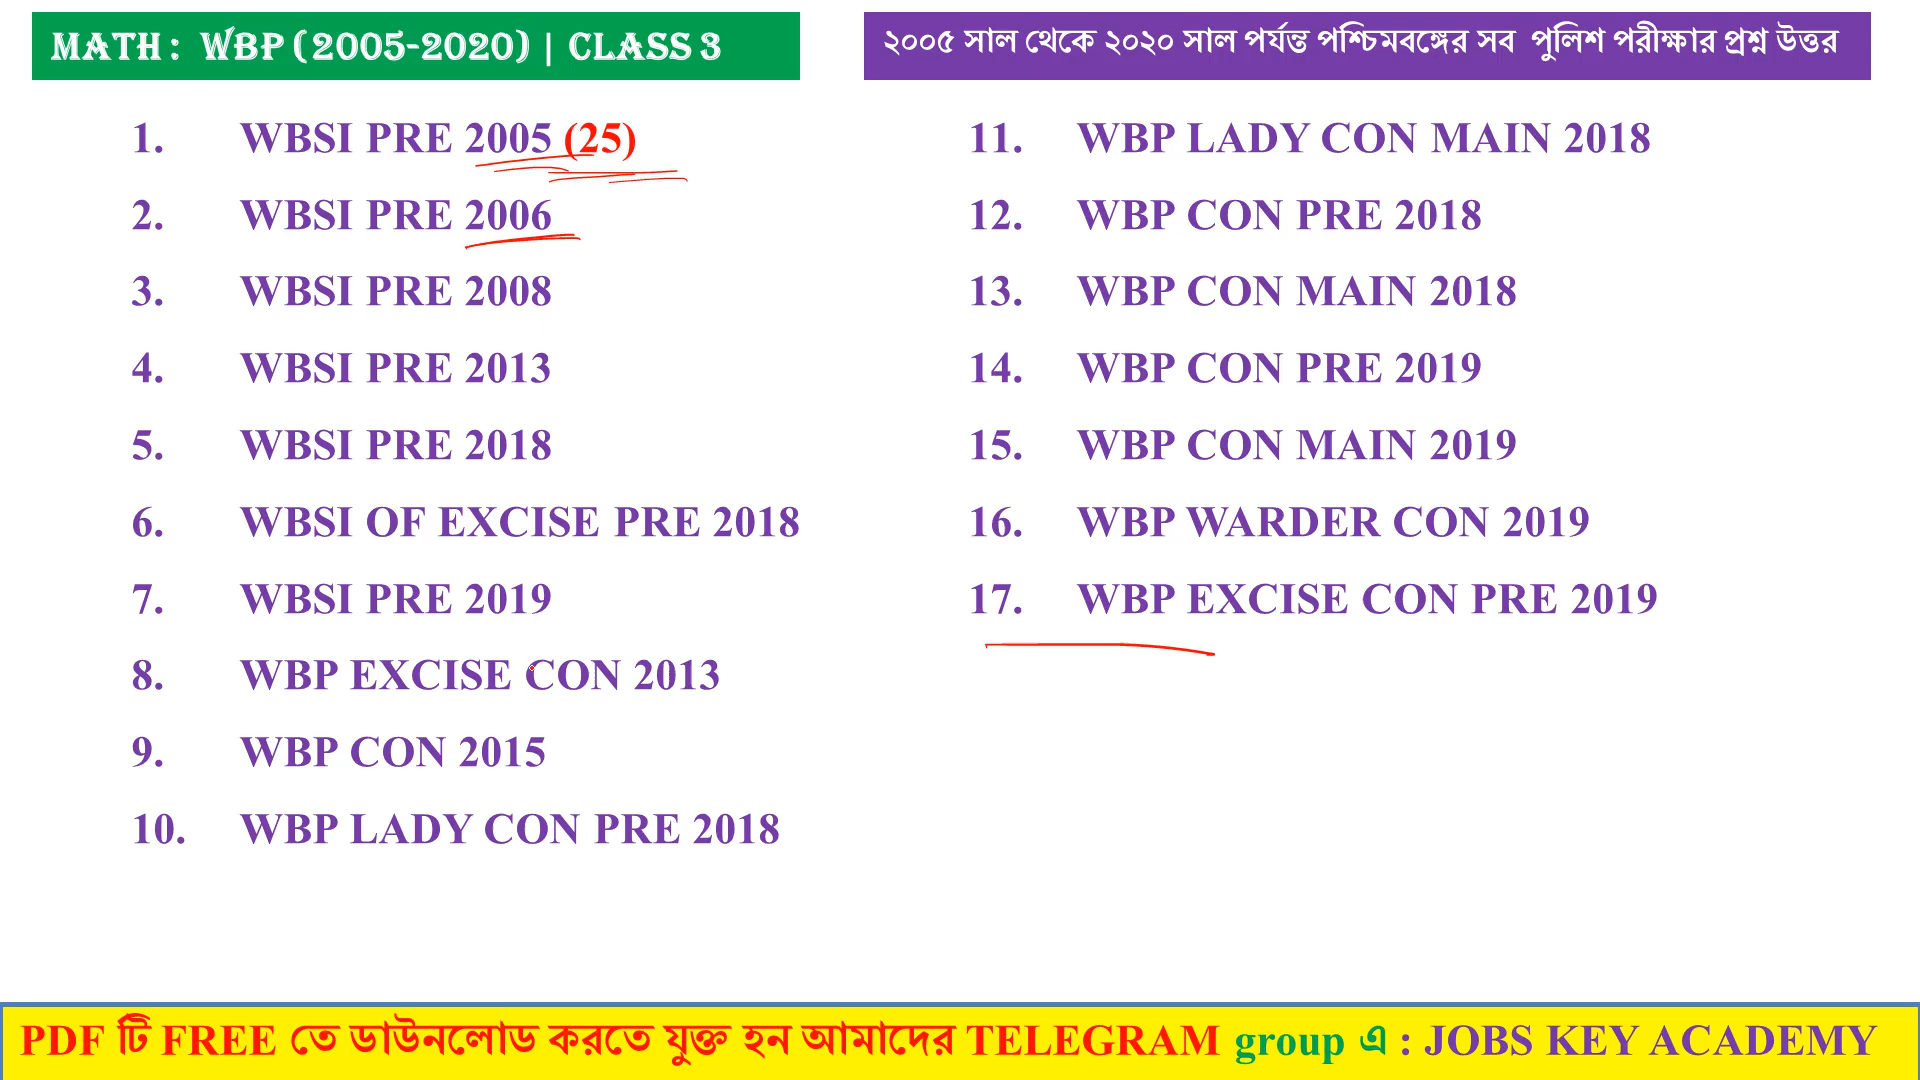 MATH : WBP (2005-2020) | CLASS 3
২০০৫ সাল থেকে ২০২০ সাল পর্যন্ত পশ্চিমবঙ্গের সব পুলিশ পরীক্ষার প্রশ্ন উত্তর
1. WBSI PRE 2005 (25)
2. WBSI PRE 2006
3. WBSI PRE 2008
4. WBSI PRE 2013
5. WBSI PRE 2018
6. WBSI OF EXCISE PRE 2018
7. WBSI PRE 2019
8. WBP EXCISE CON 2013
9. WBP CON 2015
10. WBP LADY CON PRE 2018
11. WBP LADY CON MAIN 2018
12. WBP CON PRE 2018
13. WBP CON MAIN 2018
14. WBP CON PRE 2019
15. WBP CON MAIN 2019
16. WBP WARDER CON 2019
17. WBP EXCISE CON PRE 2019
PDF টি FREE তে ডাউনলোড করতে যুক্ত হন আমাদের TELEGRAM group এ : JOBS KEY ACADEMY